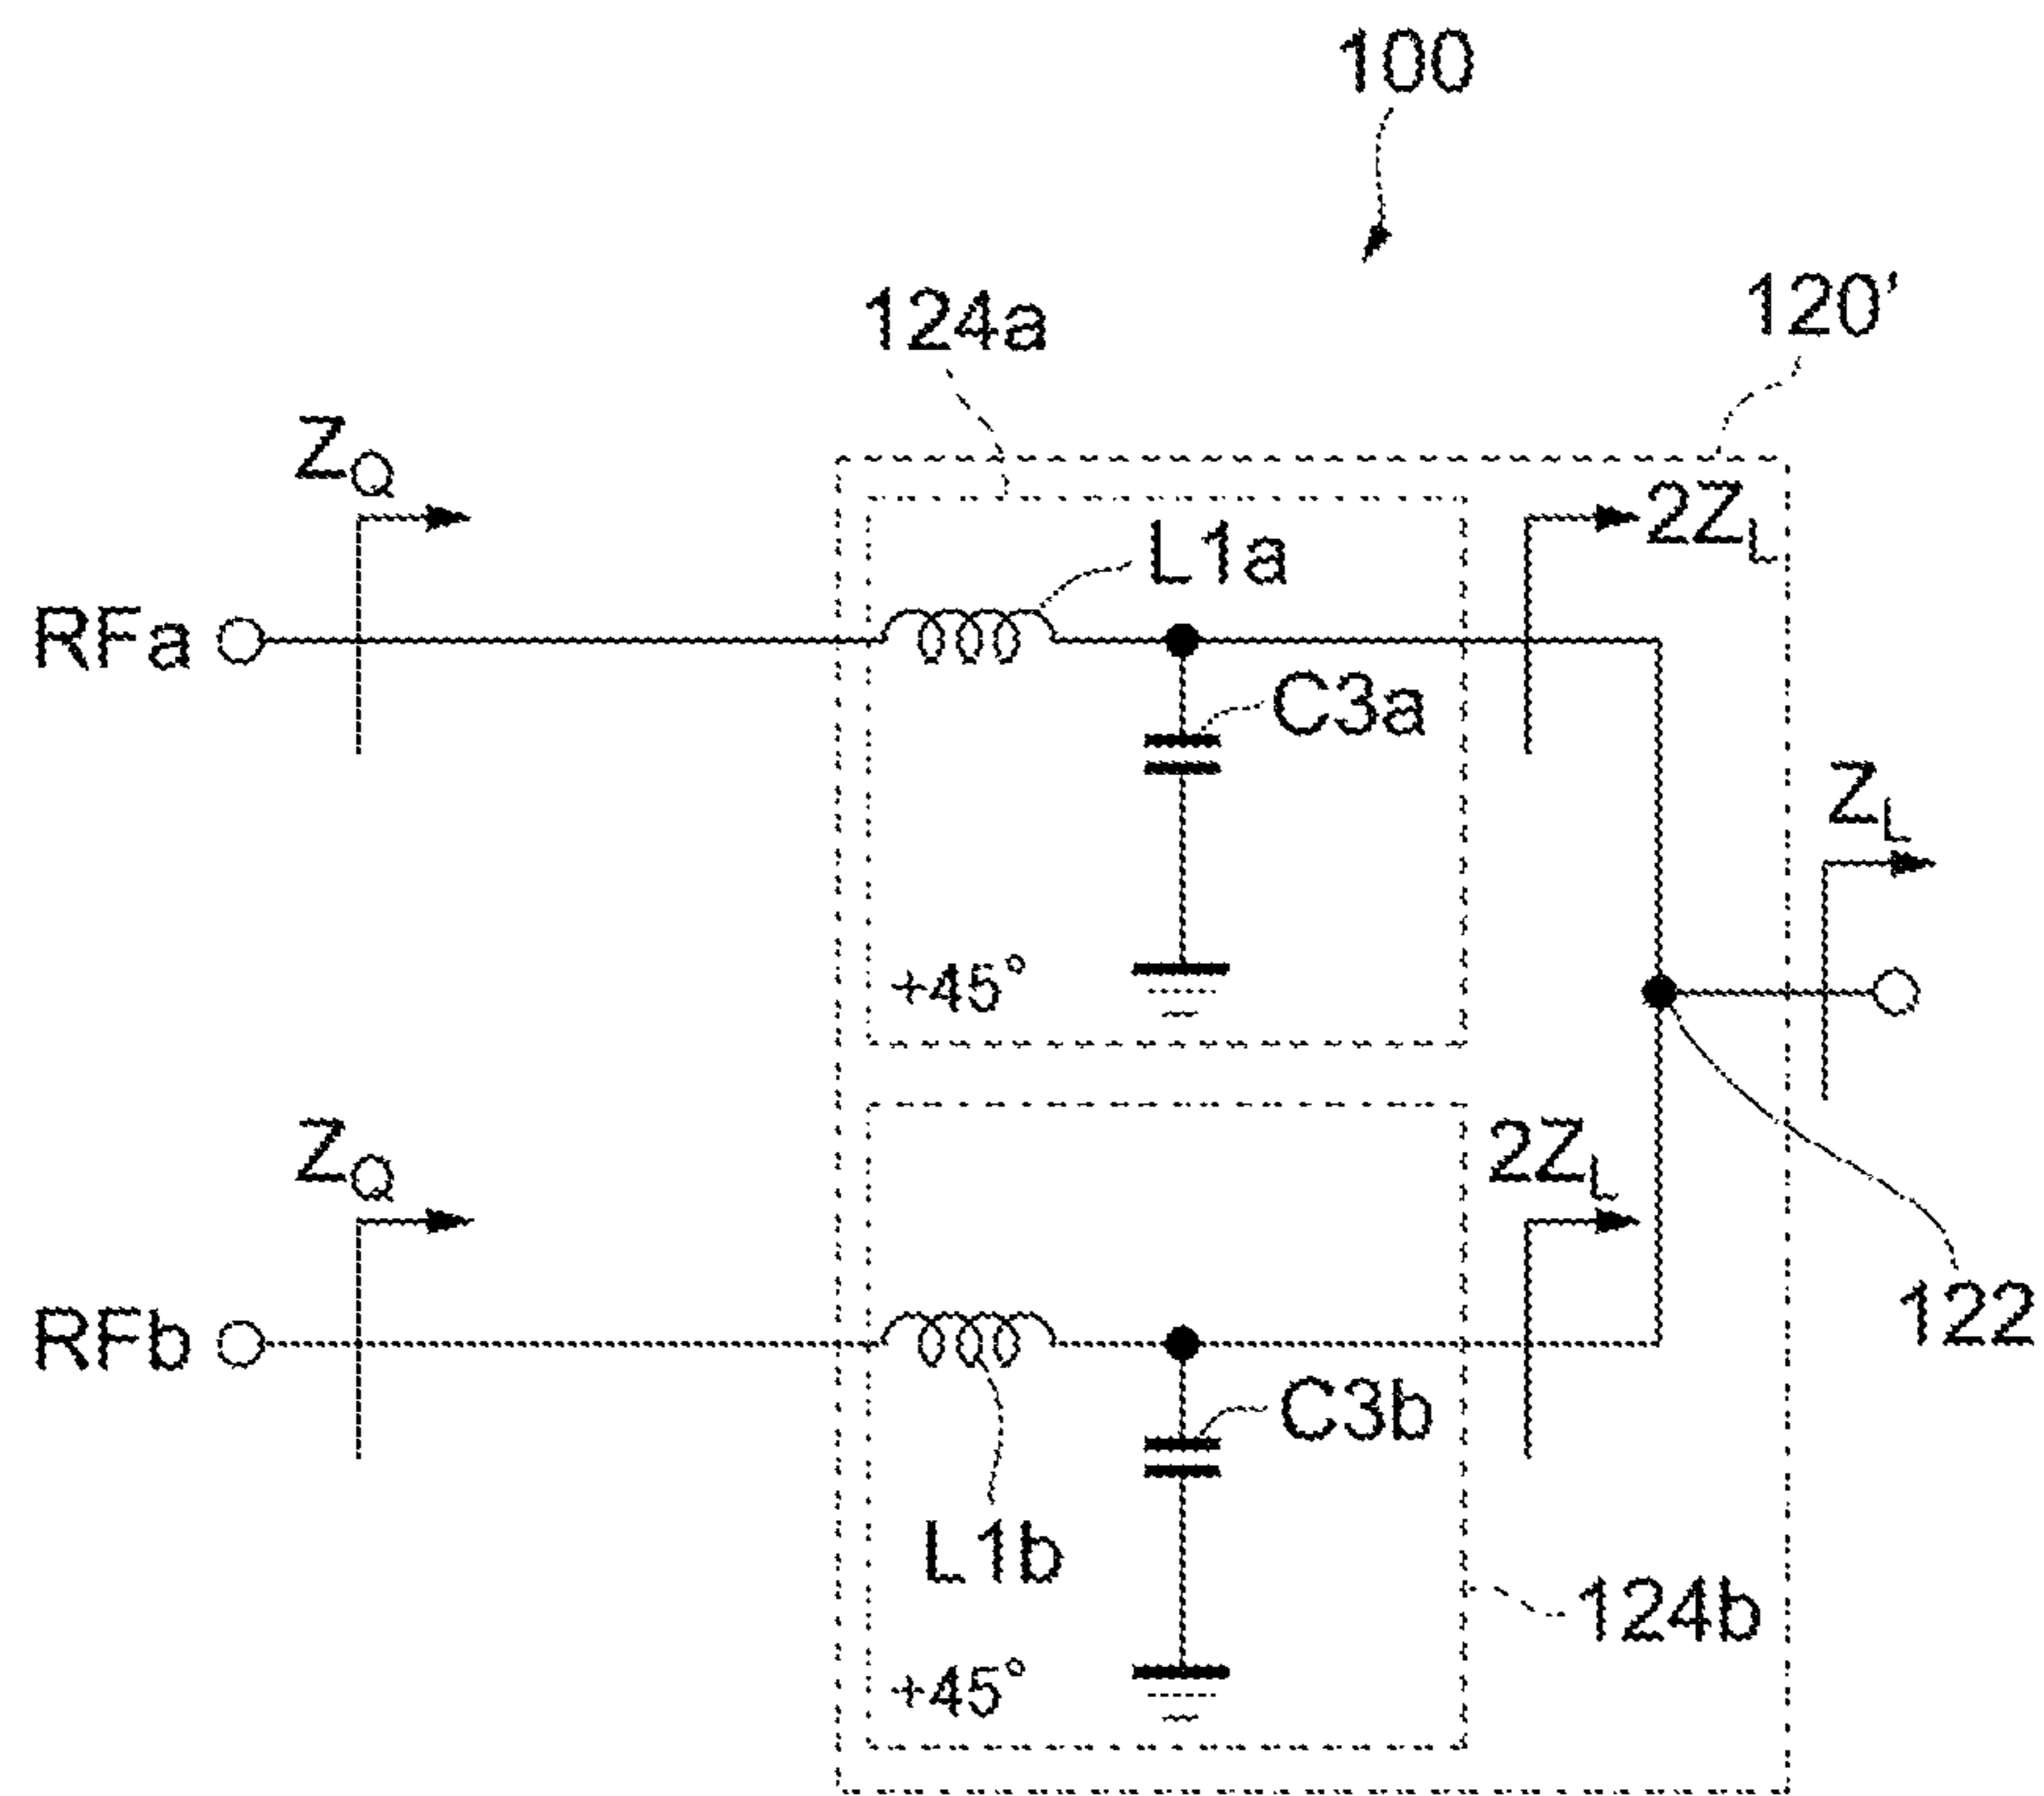 100
124a
120'
ZQ
2ZL
L1a
RFa
C3a
ZL
+45°
ZQ
2ZL
122
RFb
C3b
L1b
124b
+45°